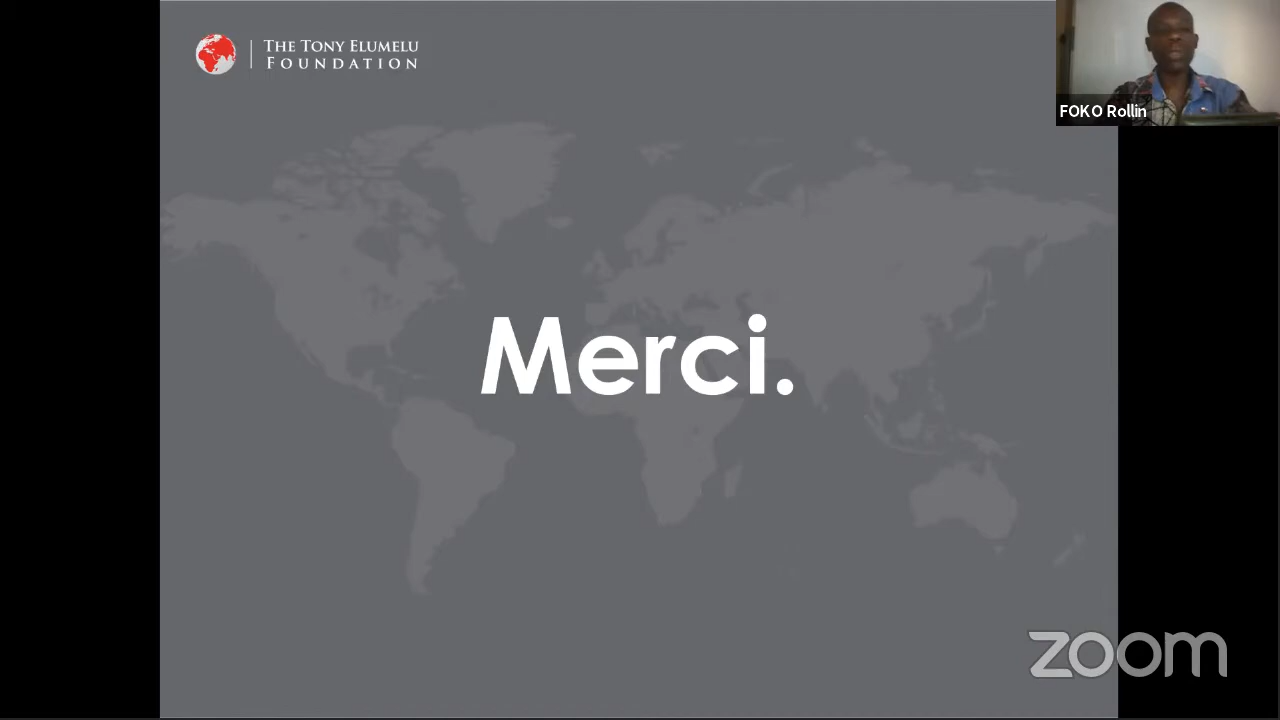 THE TONY ELUMELU
FOUNDATION
FOKO Rollin
Merci.
zoom